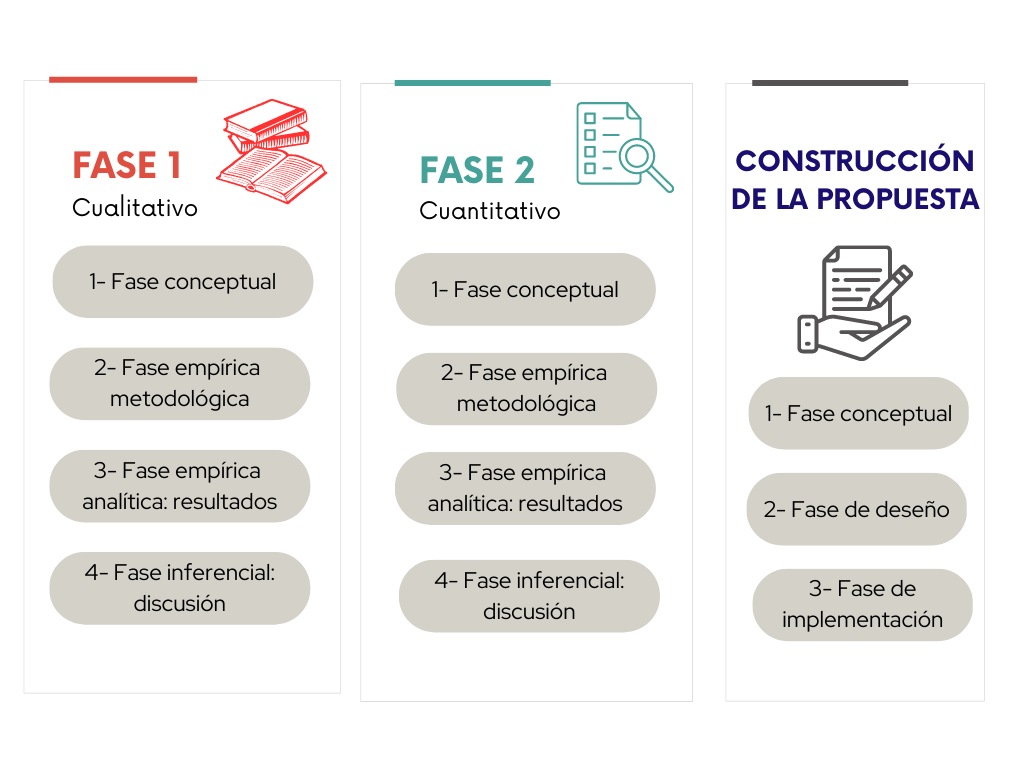 FASE 1
Cualitativo
1- Fase conceptual
2- Fase empírica
metodológica
3- Fase empírica
analítica: resultados
4- Fase inferencial:
discusión
FASE 2
Cuantitativo
1- Fase conceptual
2- Fase empírica
metodológica
3- Fase empírica
analítica: resultados
4- Fase inferencial:
discusión
CONSTRUCCIÓN
DE LA PROPUESTA
1- Fase conceptual
2- Fase de deseño
3- Fase de
implementación